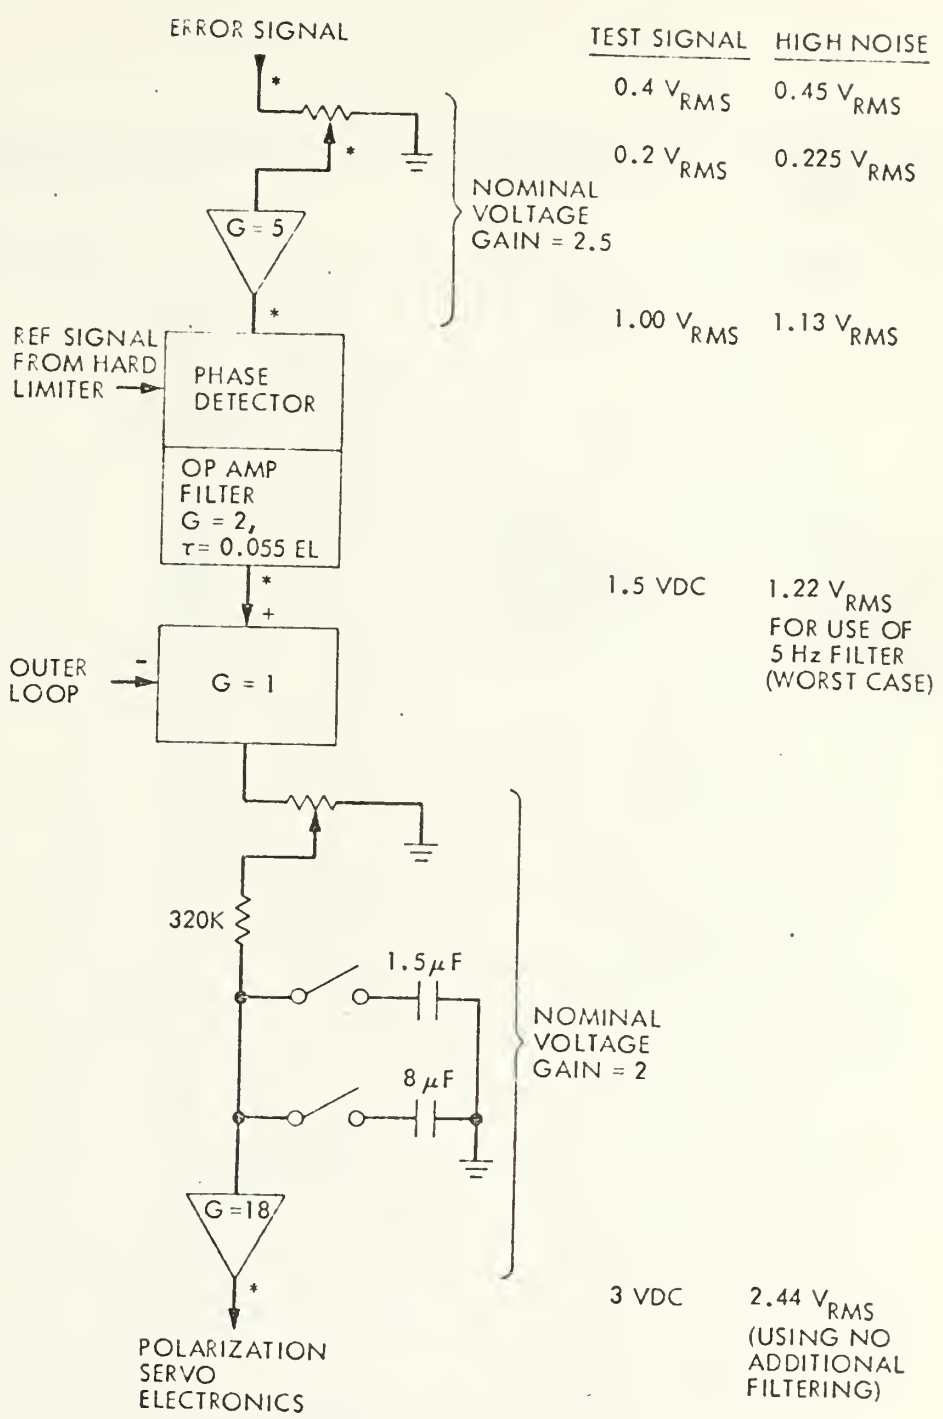 ERROR SIGNAL
TEST SIGNAL HIGH NOISE
*
0.4 VRMS 0.45 VRMS
*
0.2 VRMS 0.225 VRMS
NOMINAL
VOLTAGE
GAIN = 2.5
G = 5
*
1.00 VRMS 1.13 VRMS
REF SIGNAL
FROM HARD
LIMITER
PHASE
DETECTOR
OP AMP
FILTER
G = 2,
τ= 0.055 EL
*
+
1.5 VDC
1.22 VRMS
FOR USE OF
5 Hz FILTER
(WORST CASE)
OUTER
LOOP
-
G = 1
320K
1.5μF
8 μF
NOMINAL
VOLTAGE
GAIN = 2
G =18
*
3 VDC
2.44 VRMS
(USING NO
ADDITIONAL
FILTERING)
POLARIZATION
SERVO
ELECTRONICS